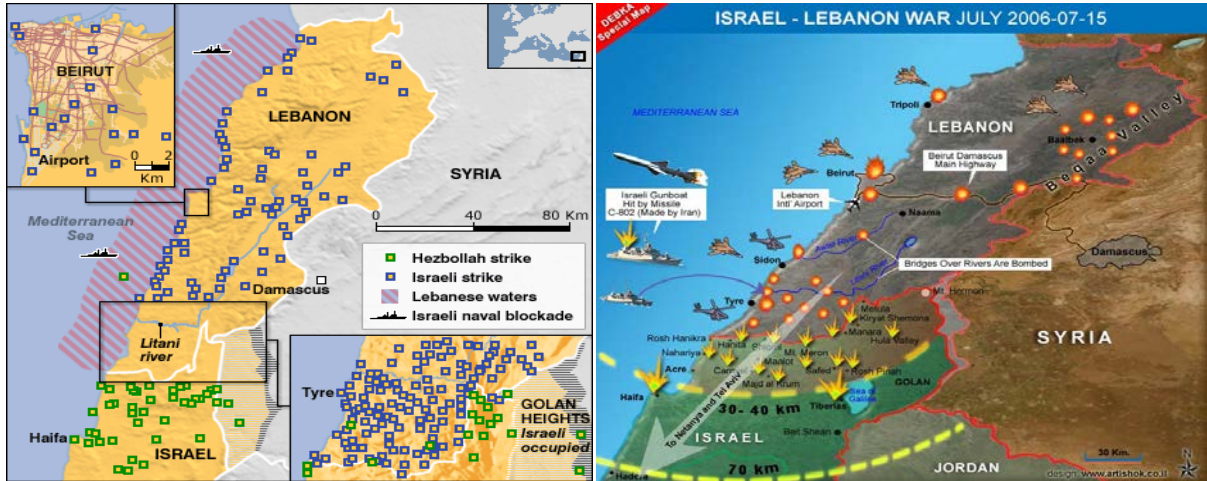 BEIRUT
Airport
0 2
Km
LEBANON
SYRIA
Mediterranean
Sea
0 40 80 Km
Hezbollah strike
Israeli strike
Lebanese waters
Israeli naval blockade
Damascus
Litani
river
Haifa
ISRAEL
Tyre
GOLAN
HEIGHTS
Israeli
occupied
DEBKA
Special Map
ISRAEL - LEBANON WAR JULY 2006-07-15
MEDITERRANEAN SEA
Tripoli
LEBANON
Baalbek
Beqaa Valley
Beirut Damascus
Main Highway
Beirut
Israeli Gunboat
Hit by Missile
C-802 (Made by Iran)
Lebanon
Intl' Airport
Naama
Damascus
Sidon
Awali River
Bridges Over Rivers Are Bombed
Tyre
Mt. Hermon
Metula
Kiryat Shemona
Manara
Hula Valley
Rosh Hanikra
Hanita
Nahariya
Mt. Meron
Maalot
Acre
Safed
Rosh Pinan
Majd al Krum
SYRIA
GOLAN
Haifa
30- 40 km
Tiberias
Sea of
Galilee
To Netanya and Tel Aviv
ISRAEL
Beit Shean
70 km
JORDAN
Hadera
30 Km.
design: www.artishok.co.il
N